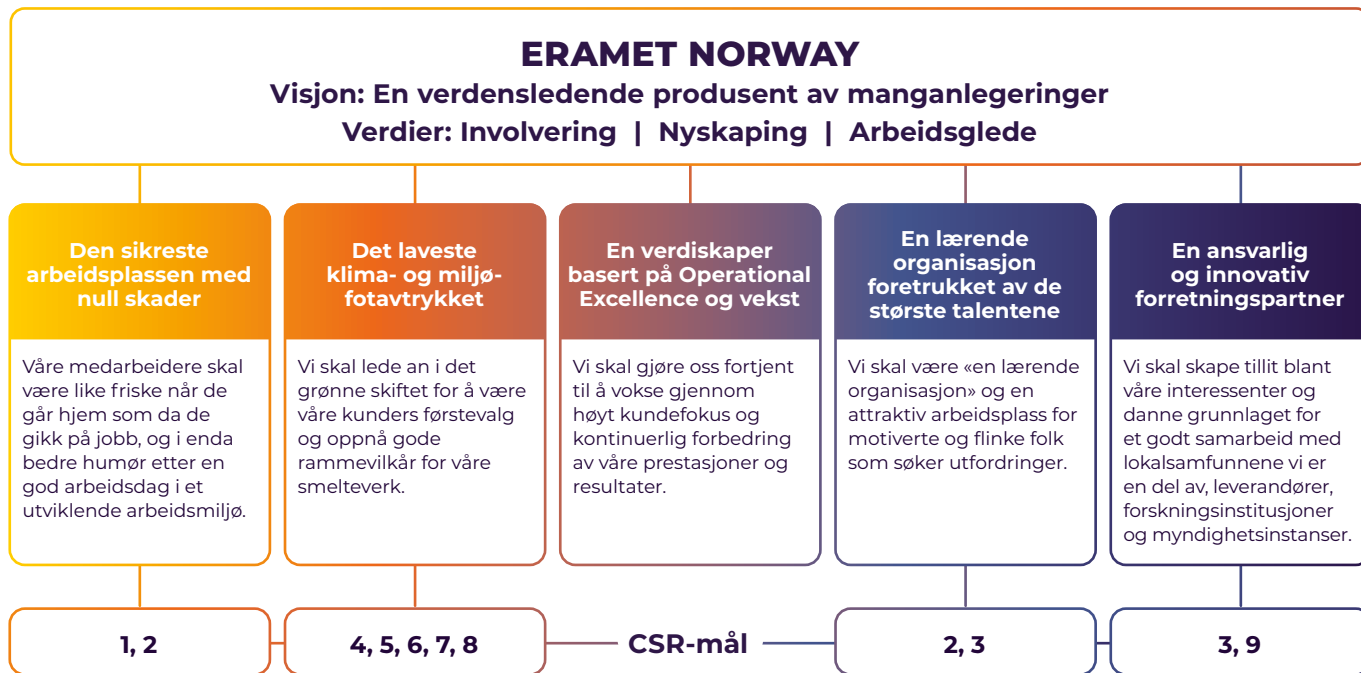 ERAMET NORWAY
Visjon: En verdensledende produsent av manganlegeringer
Verdier: Involvering | Nyskaping | Arbeidsglede
Den sikreste
arbeidsplassen med
null skader
Våre medarbeidere skal
være like friske når de
går hjem som da de
gikk på jobb, og i enda
bedre humør etter en
god arbeidsdag i et
utviklende arbeidsmiljø.
Det laveste
klima- og miljø-
fotavtrykket
Vi skal lede an i det
grønne skiftet for å være
våre kunders førstevalg
og oppnå gode
rammevilkår for våre
smelteverk.
En verdiskaper
basert på Operational
Excellence og vekst
Vi skal gjøre oss fortjent
til å vokse gjennom
høyt kundefokus og
kontinuerlig forbedring
av våre prestasjoner og
resultater.
En lærende
organisasjon
foretrukket av de
største talentene
Vi skal være «en lærende
organisasjon» og en
attraktiv arbeidsplass for
motiverte og flinke folk
som søker utfordringer.
En ansvarlig
og innovativ
forretningspartner
Vi skal skape tillit blant
våre interessenter og
danne grunnlaget for
et godt samarbeid med
lokalsamfunnene vi er
en del av, leverandører,
forskningsinstitusjoner
og myndighetsinstanser.
1, 2
4, 5, 6, 7, 8
CSR-mål
2, 3
3, 9